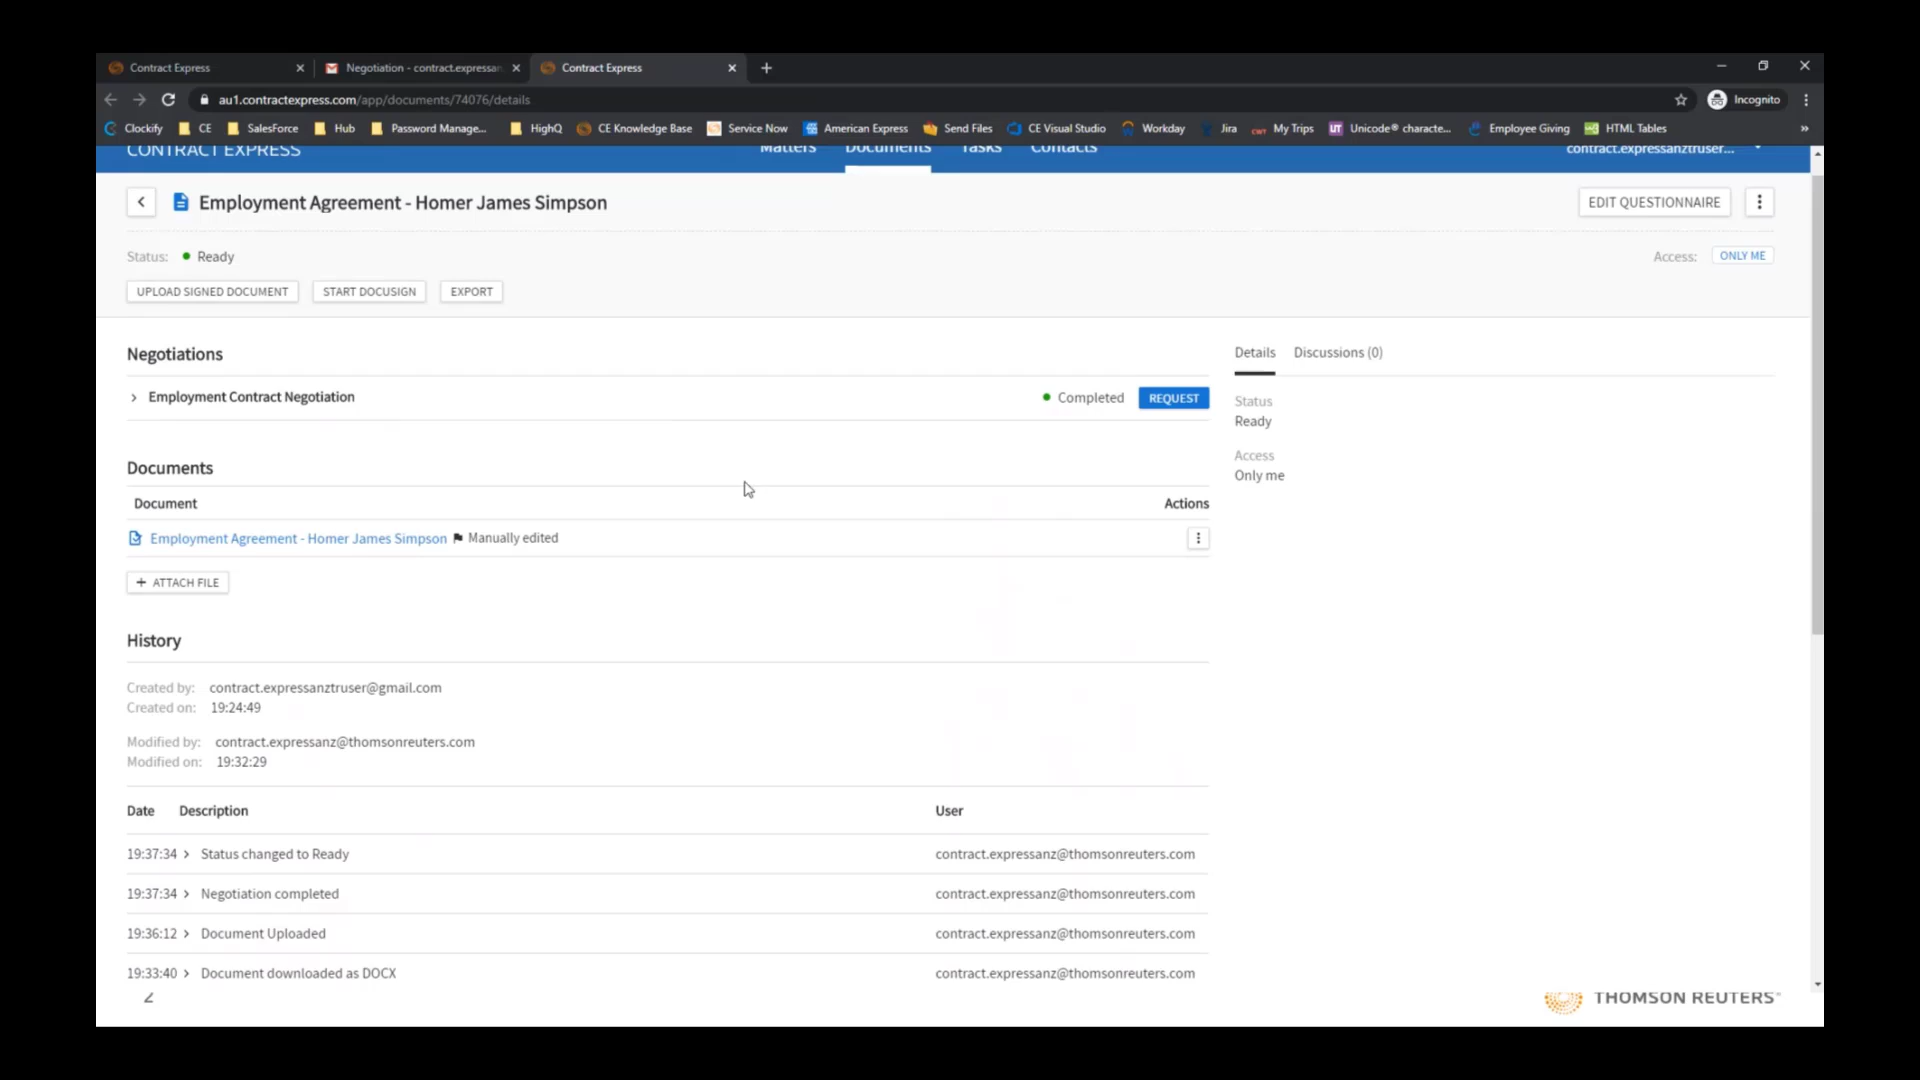 Contract Express
Negotiation - contract.expressan
Contract Express
au1.contractexpress.com/app/documents/74076/details
Incognito
Clockify CE SalesForce Hub Password Manage... HighQ CE Knowledge Base Service Now American Express Send Files CE Visual Studio Workday Jira My Trips Unicode® characte... Employee Giving HTML Tables »
CONTRACT EXPRESS Matters Documents Tasks Contacts contract.expressanztruser...
Employment Agreement - Homer James Simpson EDIT QUESTIONNAIRE
Status: Ready Access: ONLY ME
UPLOAD SIGNED DOCUMENT START DOCUSIGN EXPORT
Negotiations
Employment Contract Negotiation Completed REQUEST
Documents
Document Actions
Employment Agreement - Homer James Simpson Manually edited
+ ATTACH FILE
History
Created by: contract.expressanztruser@gmail.com
Created on: 19:24:49
Modified by: contract.expressanz@thomsonreuters.com
Modified on: 19:32:29
Date Description User
19:37:34 Status changed to Ready contract.expressanz@thomsonreuters.com
19:37:34 Negotiation completed contract.expressanz@thomsonreuters.com
19:36:12 Document Uploaded contract.expressanz@thomsonreuters.com
19:33:40 Document downloaded as DOCX contract.expressanz@thomsonreuters.com
Details Discussions (0)
Status
Ready
Access
Only me
2
THOMSON REUTERS